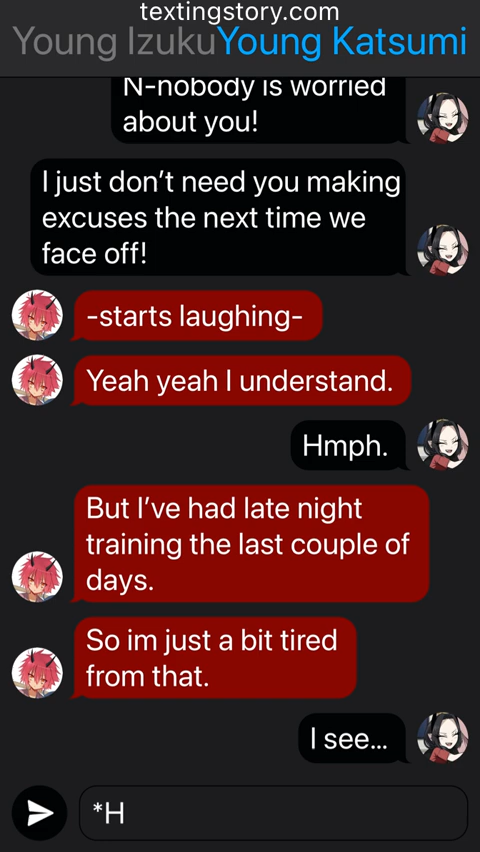 textingstory.com
Young IzukuYoung Katsumi
N-nobody is worried
about you!
I just don’t need you making
excuses the next time we
face off!
-starts laughing-
Yeah yeah I understand.
Hmph.
But I’ve had late night
training the last couple of
days.
So im just a bit tired
from that.
I see...
*H